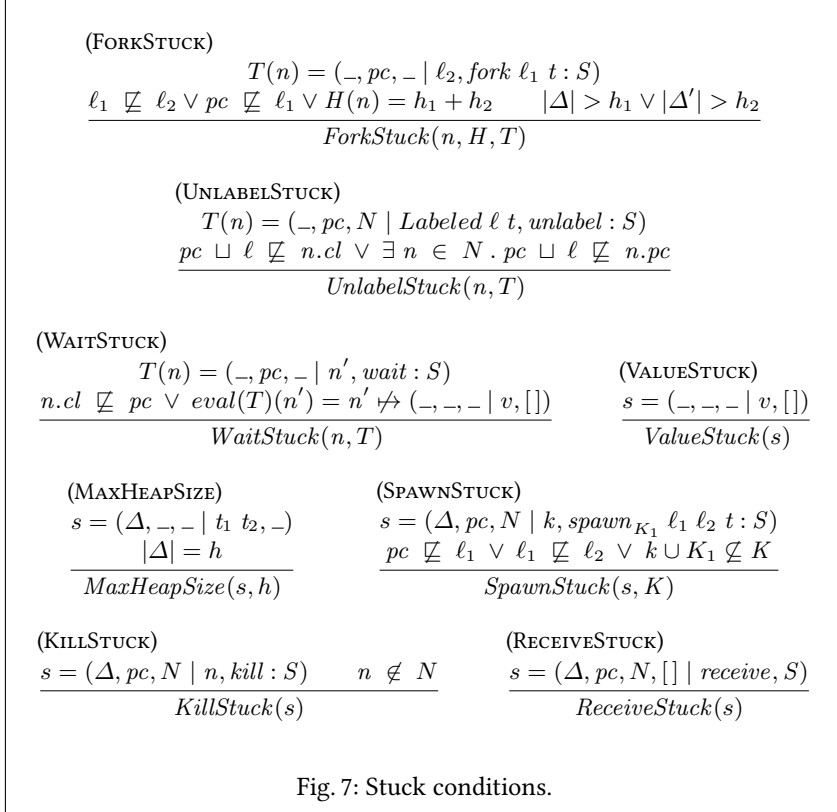 (FORKSTUCK)
T(n) = (_, pc, _ | ℓ₂, fork ℓ₁ t : S)
ℓ₁ ⋢ ℓ₂ ∨ pc ⋢ ℓ₁ ∨ H(n) = h₁ + h₂ |Δ| > h₁ ∨ |Δ′| > h₂
ForkStuck(n, H, T)
(UNLABELSTUCK)
T(n) = (_, pc, N | Labeled ℓ t, unlabel : S)
pc ⊔ ℓ ⋢ n.cl ∨ ∃ n ∈ N . pc ⊔ ℓ ⋢ n.pc
UnlabelStuck(n, T)
(WAITSTUCK)
T(n) = (_, pc, _ | n′, wait : S)
n.cl ⋢ pc ∨ eval(T)(n′) = n′ ↛ (_, _, _ | v, [ ])
WaitStuck(n, T)
(VALUESTUCK)
s = (_, _, _ | v, [ ])
ValueStuck(s)
(MAXHEAPSIZE)
s = (Δ, _, _ | t₁ t₂, _)
|Δ| = h
MaxHeapSize(s, h)
(SPAWNSTUCK)
s = (Δ, pc, N | k, spawn_K₁ ℓ₁ ℓ₂ t : S)
pc ⋢ ℓ₁ ∨ ℓ₁ ⋢ ℓ₂ ∨ k ∪ K₁ ⊈ K
SpawnStuck(s, K)
(KILLSTUCK)
s = (Δ, pc, N | n, kill : S) n ∉ N
KillStuck(s)
(RECEIVESTUCK)
s = (Δ, pc, N, [ ] | receive, S)
ReceiveStuck(s)
Fig. 7: Stuck conditions.